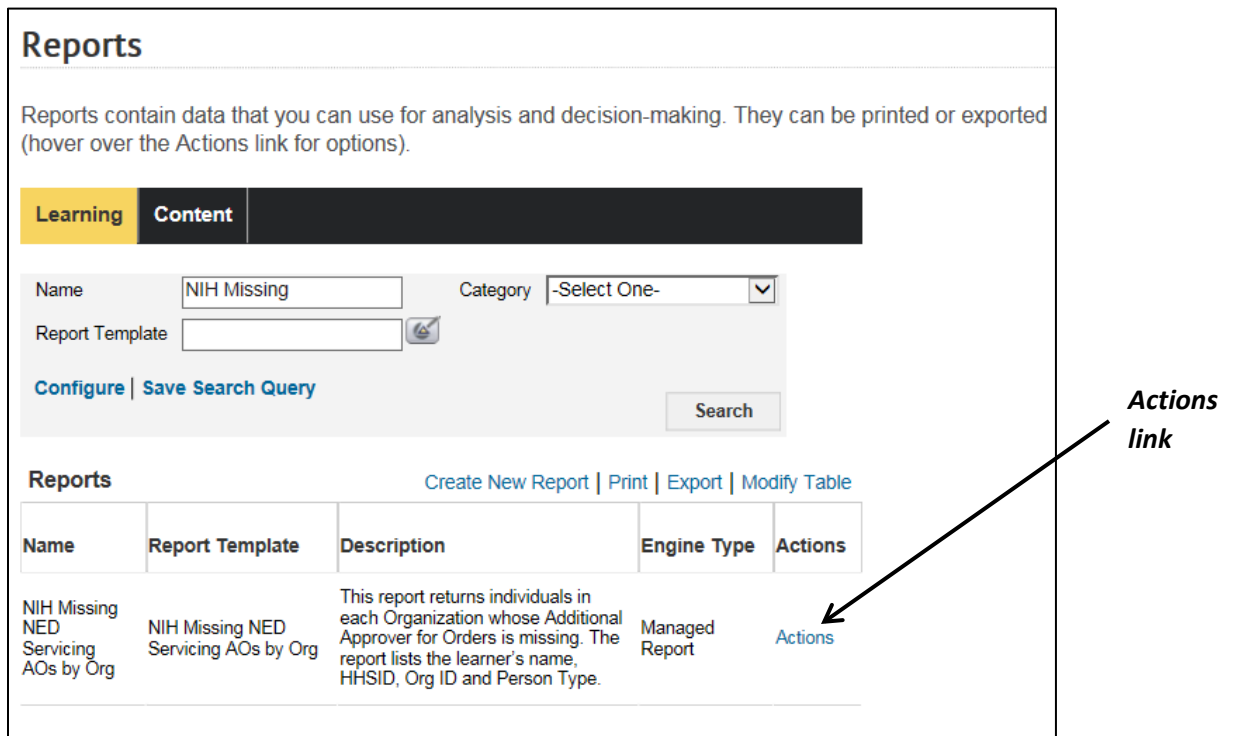 Reports
Reports contain data that you can use for analysis and decision-making. They can be printed or exported
(hover over the Actions link for options).
Learning Content
Name NIH Missing Category -Select One-
Report Template
Configure | Save Search Query
Search
Actions
link
Reports Create New Report | Print | Export | Modify Table
Name Report Template Description Engine Type Actions
NIH Missing
NED
Servicing
AOs by Org
NIH Missing NED
Servicing AOs by Org
This report returns individuals in
each Organization whose Additional
Approver for Orders is missing. The
report lists the learner's name,
HHSID, Org ID and Person Type.
Managed
Report
Actions